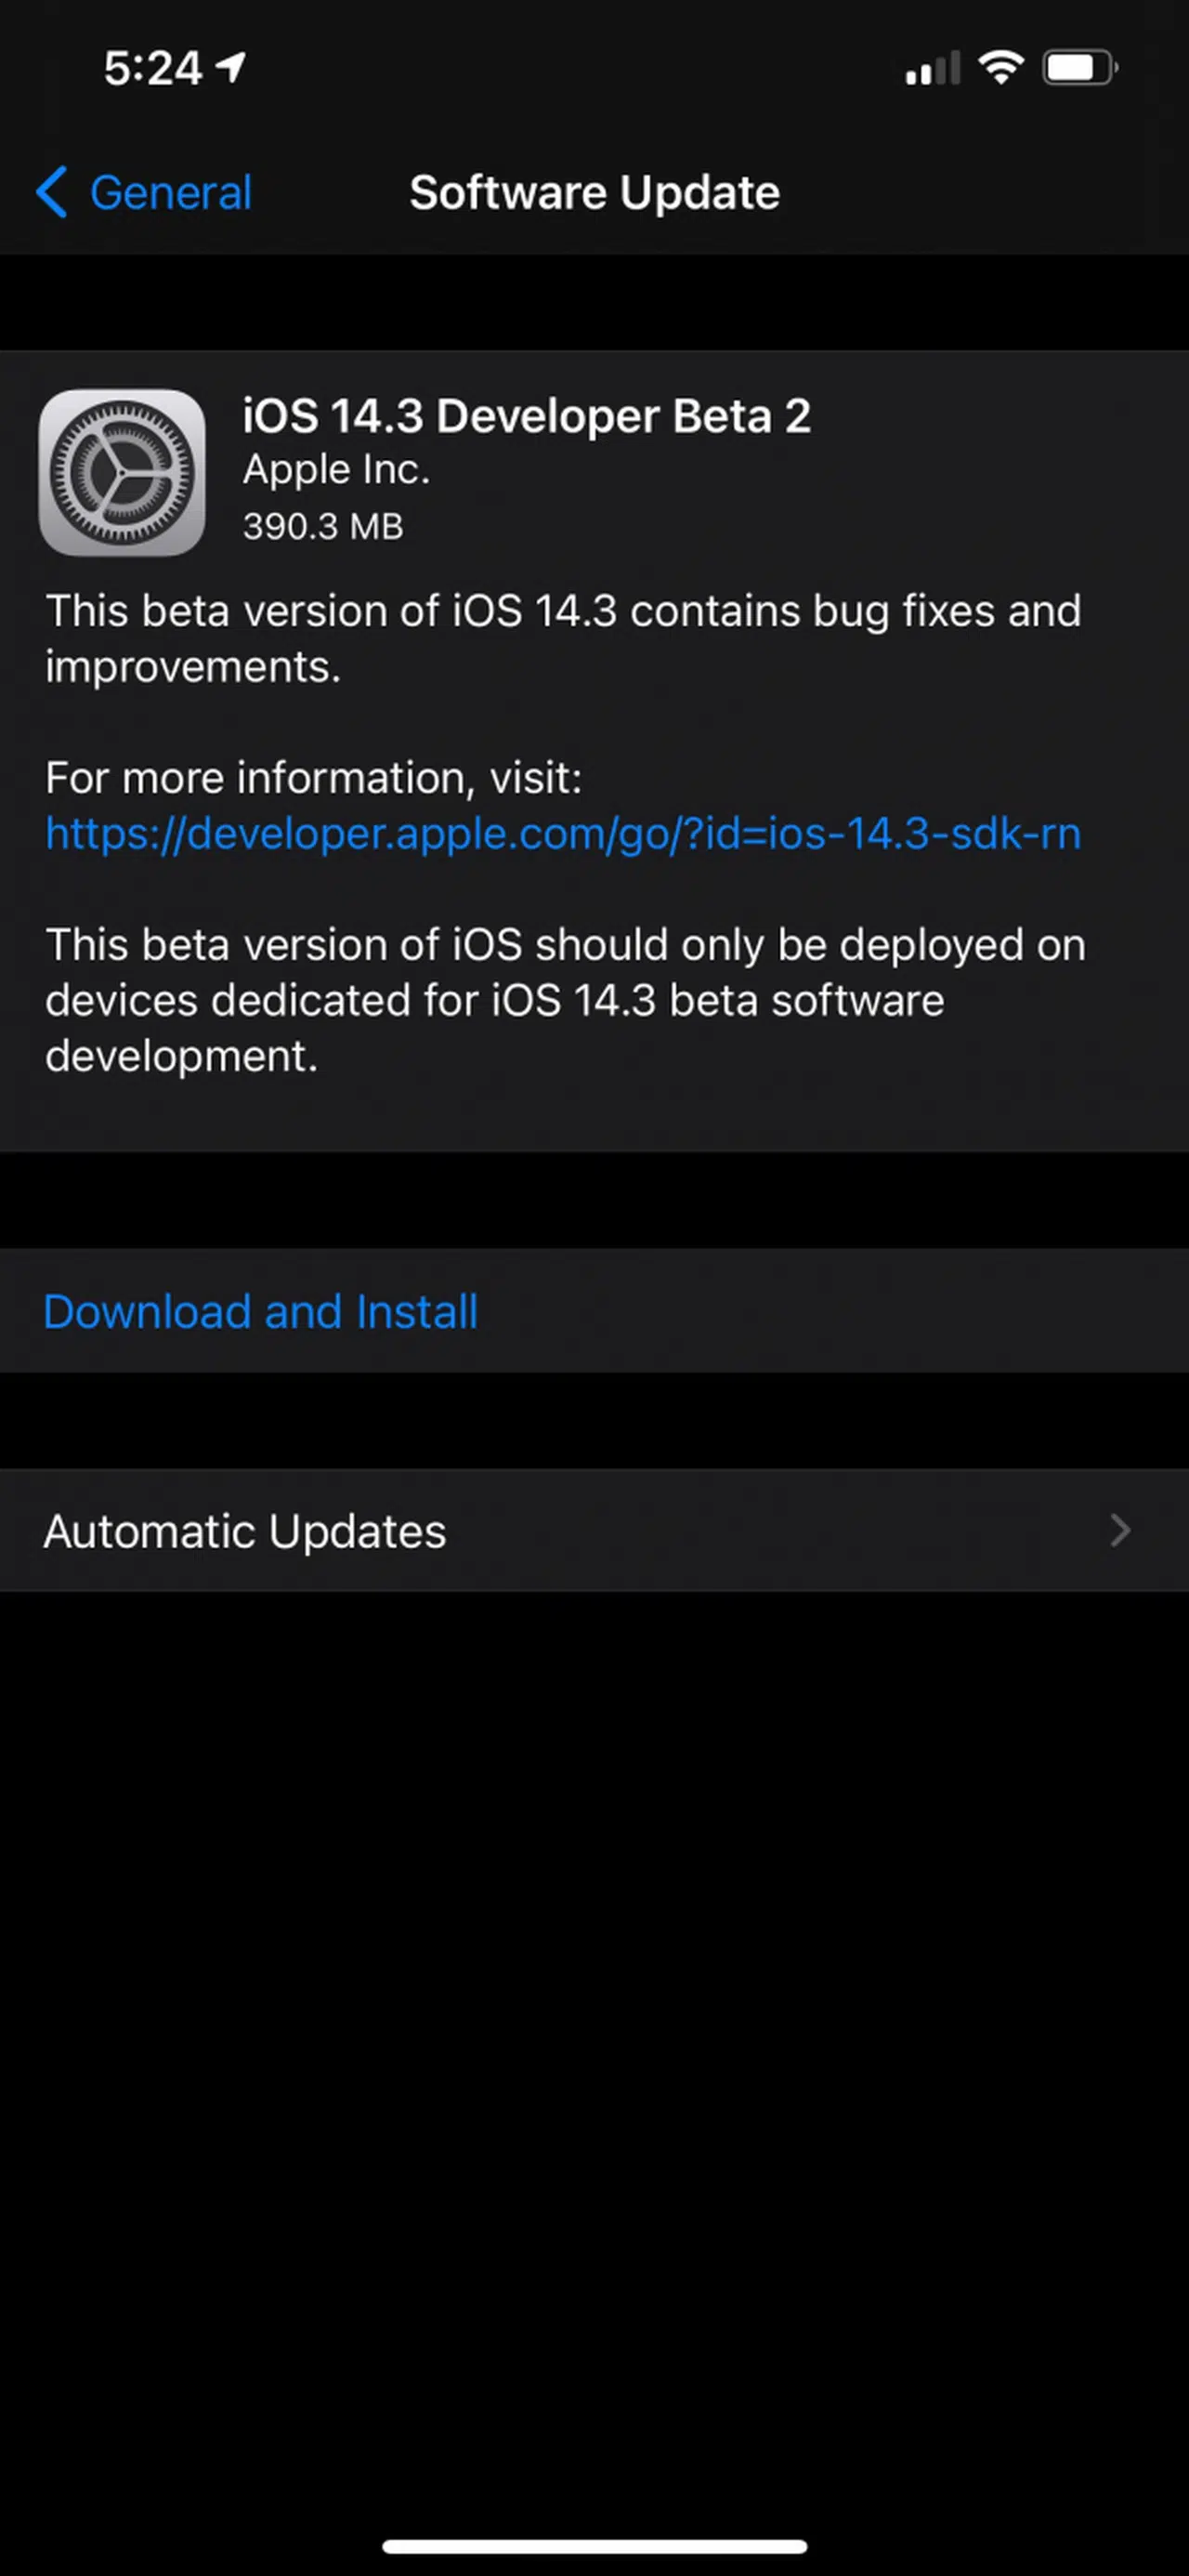 5:24
General
Software Update
iOS 14.3 Developer Beta 2
Apple Inc.
390.3 MB
This beta version of iOS 14.3 contains bug fixes and
improvements.
For more information, visit:
https://developer.apple.com/go/?id=ios-14.3-sdk-rn
This beta version of iOS should only be deployed on
devices dedicated for iOS 14.3 beta software
development.
Download and Install
Automatic Updates